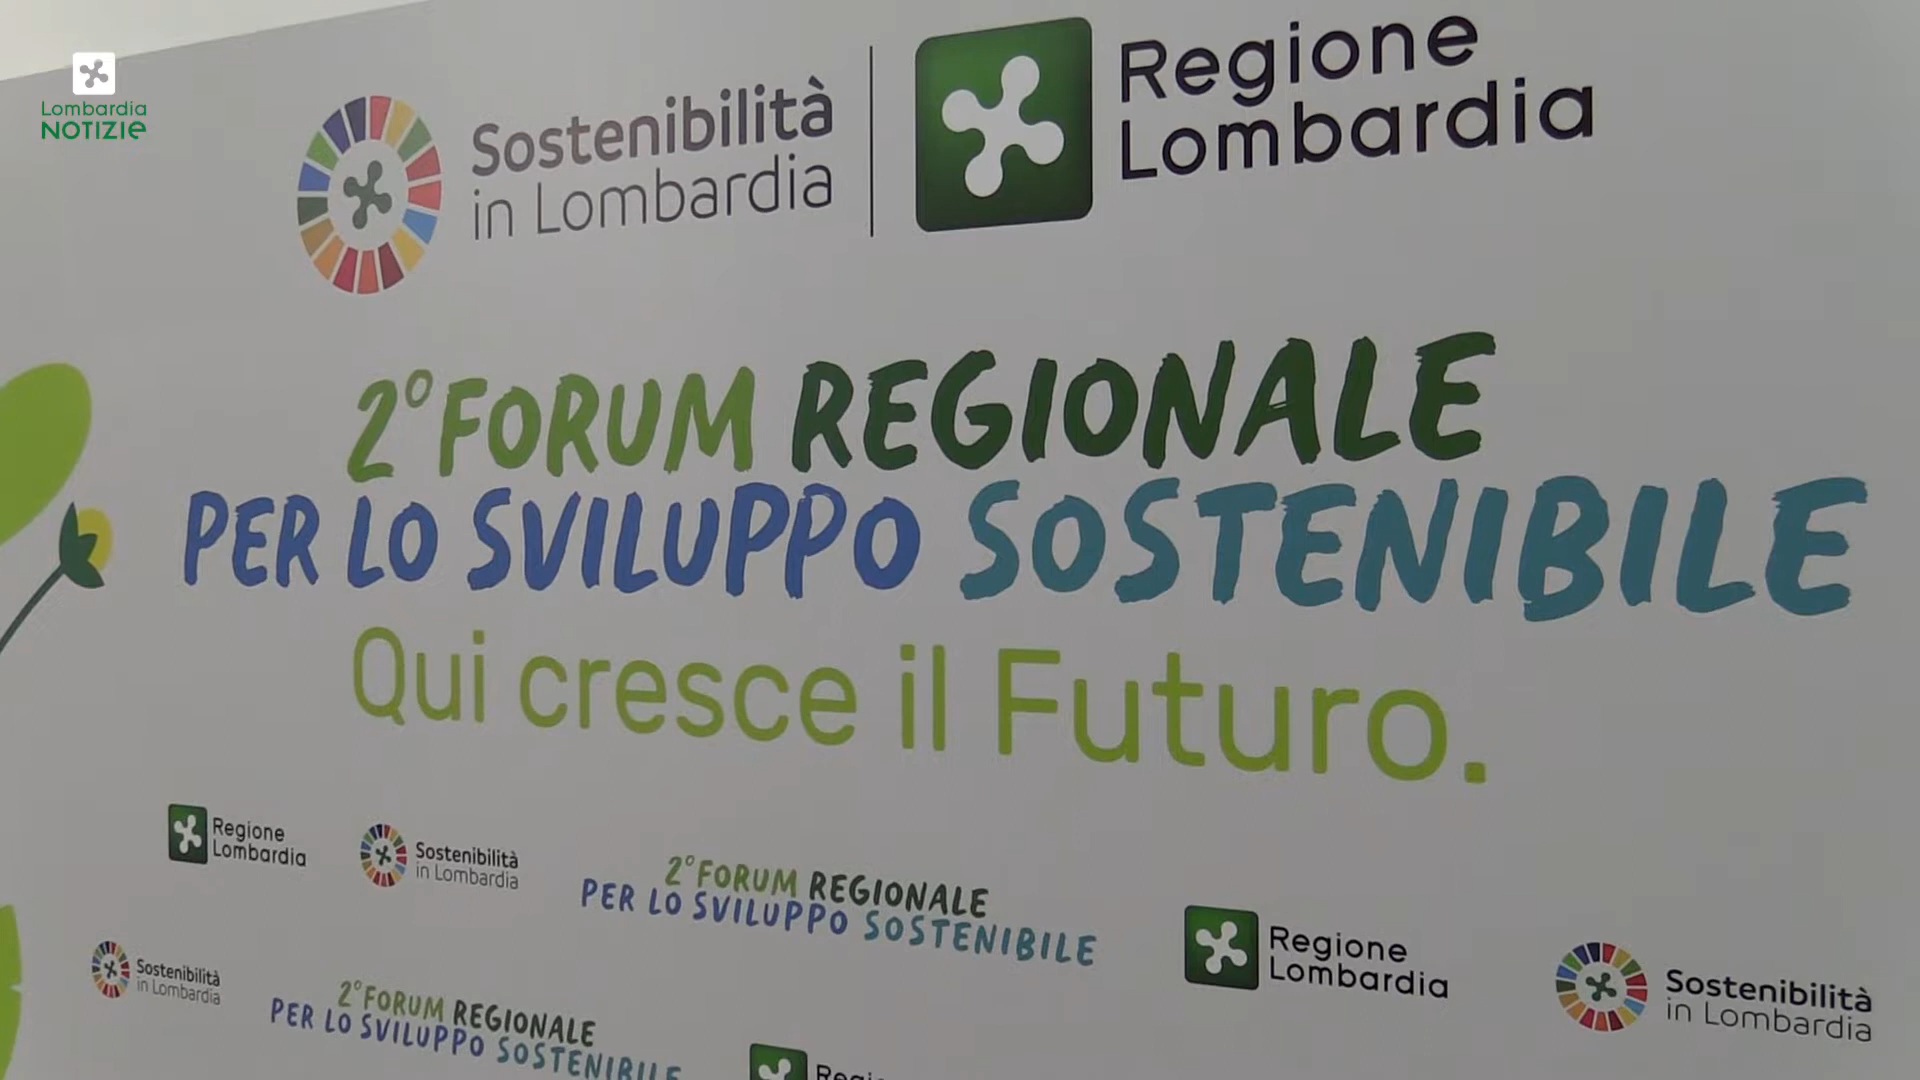 Lombardia
NOTIZIE
Sostenibilità
in Lombardia
Regione
Lombardia
2° FORUM REGIONALE
PER LO SVILUPPO SOSTENIBILE
Qui cresce il Futuro.
Regione
Lombardia
Sostenibilità
in Lombardia
2° FORUM REGIONALE
PER LO SVILUPPO SOSTENIBILE
Regione
Lombardia
Sostenibilità
in Lombardia
Sostenibilità
in Lombardia
2° FORUM REGIONALE
PER LO SVILUPPO SOSTENIBILE